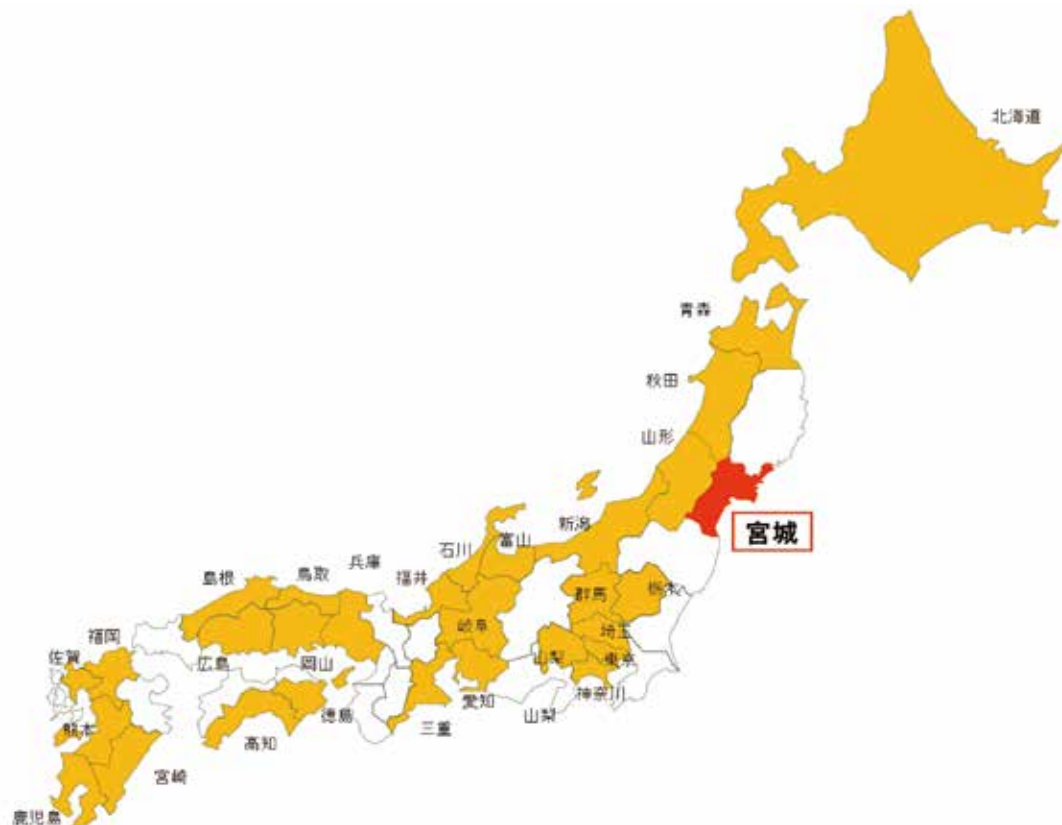 北海道
青森
秋田
山形
宮城
新潟
富山
石川
福井
兵庫
鳥取
島根
栃木
群馬
埼玉
東京
神奈川
山梨
山梨
岐阜
愛知
三重
岡山
広島
徳島
高知
福岡
佐賀
熊本
宮崎
鹿児島